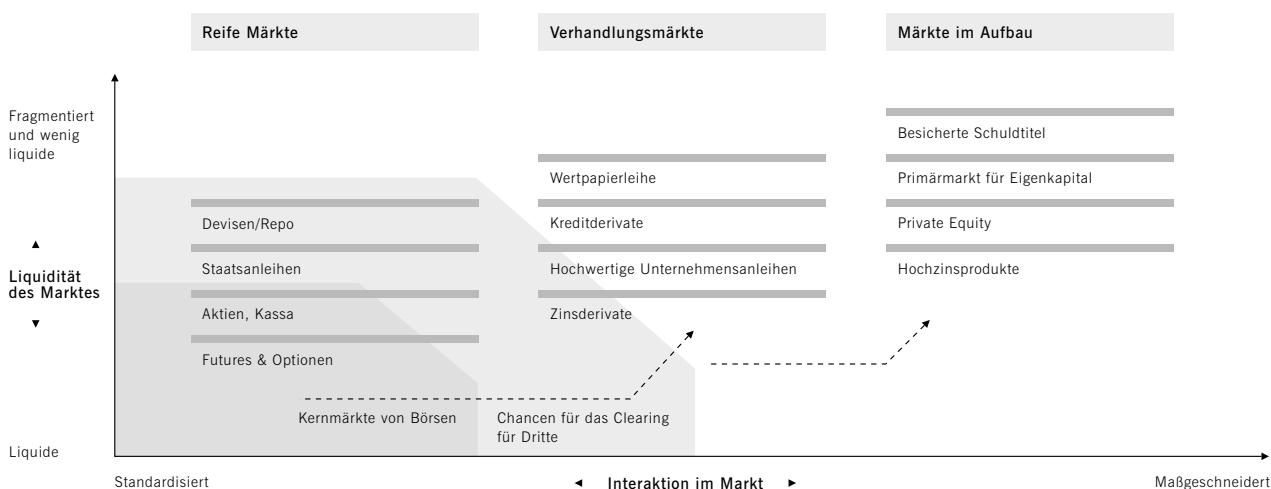 Reife Märkte
Verhandlungsmärkte
Märkte im Aufbau
Fragmentiert
und wenig
liquide
Liquidität
des Marktes
Liquide
Devisen/Repo
Staatsanleihen
Aktien, Kassa
Futures & Optionen
Wertpapierleihe
Kreditderivate
Hochwertige Unternehmensanleihen
Zinsderivate
Besicherte Schuldtitel
Primärmarkt für Eigenkapital
Private Equity
Hochzinsprodukte
Kernmärkte von Börsen
Chancen für das Clearing
für Dritte
Standardisiert
Interaktion im Markt
Maßgeschneidert